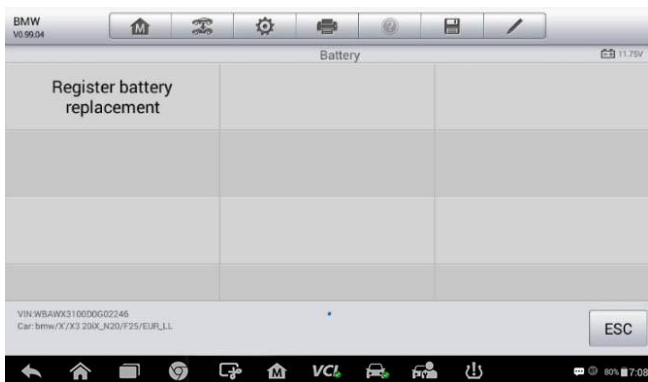 BMW
V0.99.04
M
Battery
11.75V
Register battery
replacement
VIN:WBAWX3100D0G02246
Car: bmw/X'/X3 20iX_N20/F25/EUR_LL
ESC
M
VCI
80% 7:08